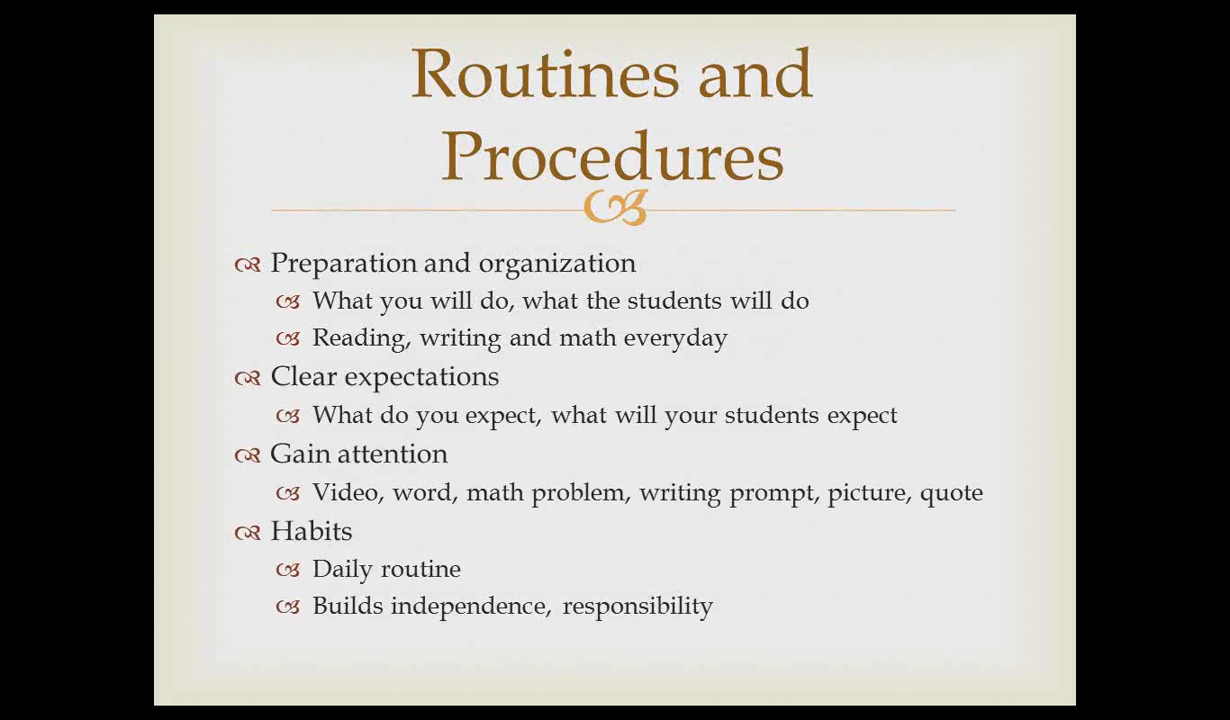 Routines and
Procedures
Preparation and organization
What you will do, what the students will do
Reading, writing and math everyday
Clear expectations
What do you expect, what will your students expect
Gain attention
Video, word, math problem, writing prompt, picture, quote
Habits
Daily routine
Builds independence, responsibility